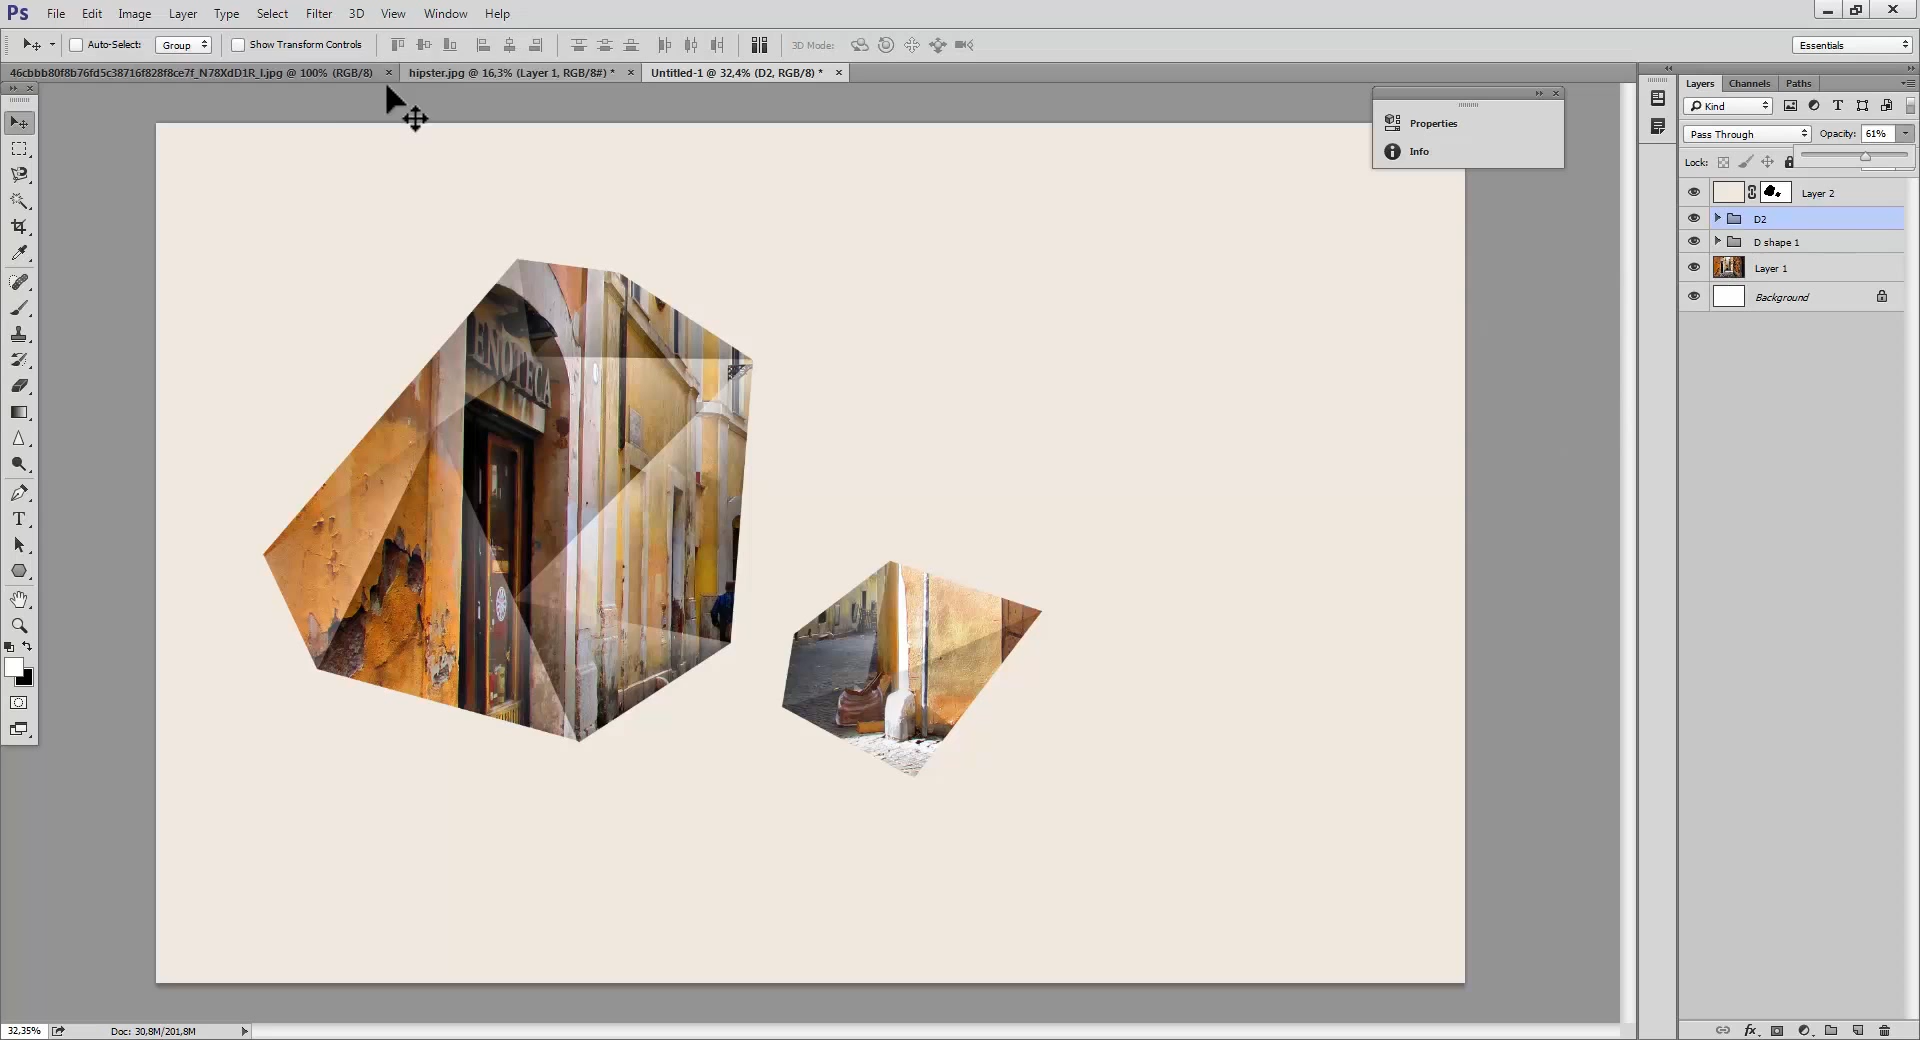 Ps File Edit Image Layer Type Select Filter 3D View Window Help
Auto-Select: Group Show Transform Controls 3D Mode: Essentials
46cbbb80f8b76fd5c38716f828f8ce7f_N78XdD1R_l.jpg @ 100% (RGB/8) × hipster.jpg @ 16,3% (Layer 1, RGB/8#) * × Untitled-1 @ 32,4% (D2, RGB/8) * ×
Layers Channels Paths
Kind
Properties
Pass Through Opacity: 61%
Info
Lock:
Layer 2
D2
D shape 1
Layer 1
Background
ENOTECA
T
32,35% Doc: 30,8M/201,8M
fx